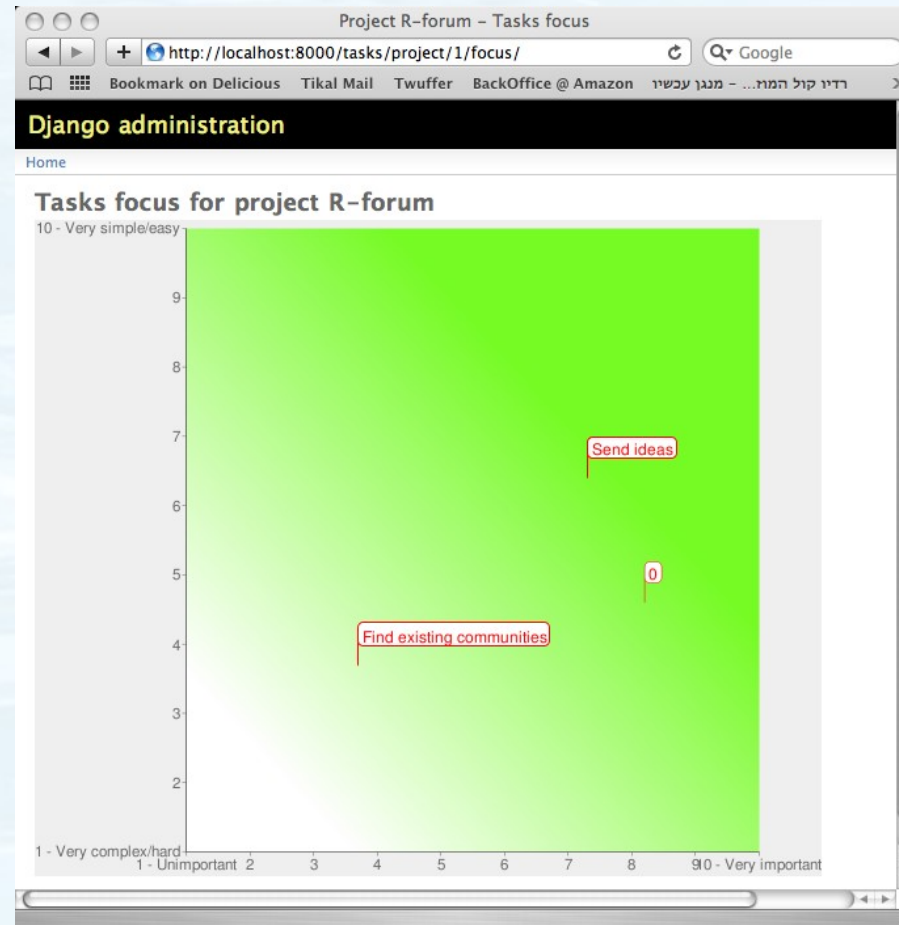 Project R-forum – Tasks focus
http://localhost:8000/tasks/project/1/focus/
Google
Bookmark on Delicious Tikal Mail Twuffer BackOffice @ Amazon רדיו קול המוז... – מנגן עכשיו
Django administration
Home
Tasks focus for project R-forum
10 - Very simple/easy
9
8
7
Send ideas
6
5
0
Find existing communities
4
3
2
1 - Very complex/hard
1 - Unimportant 2 3 4 5 6 7 8 9 10 - Very important